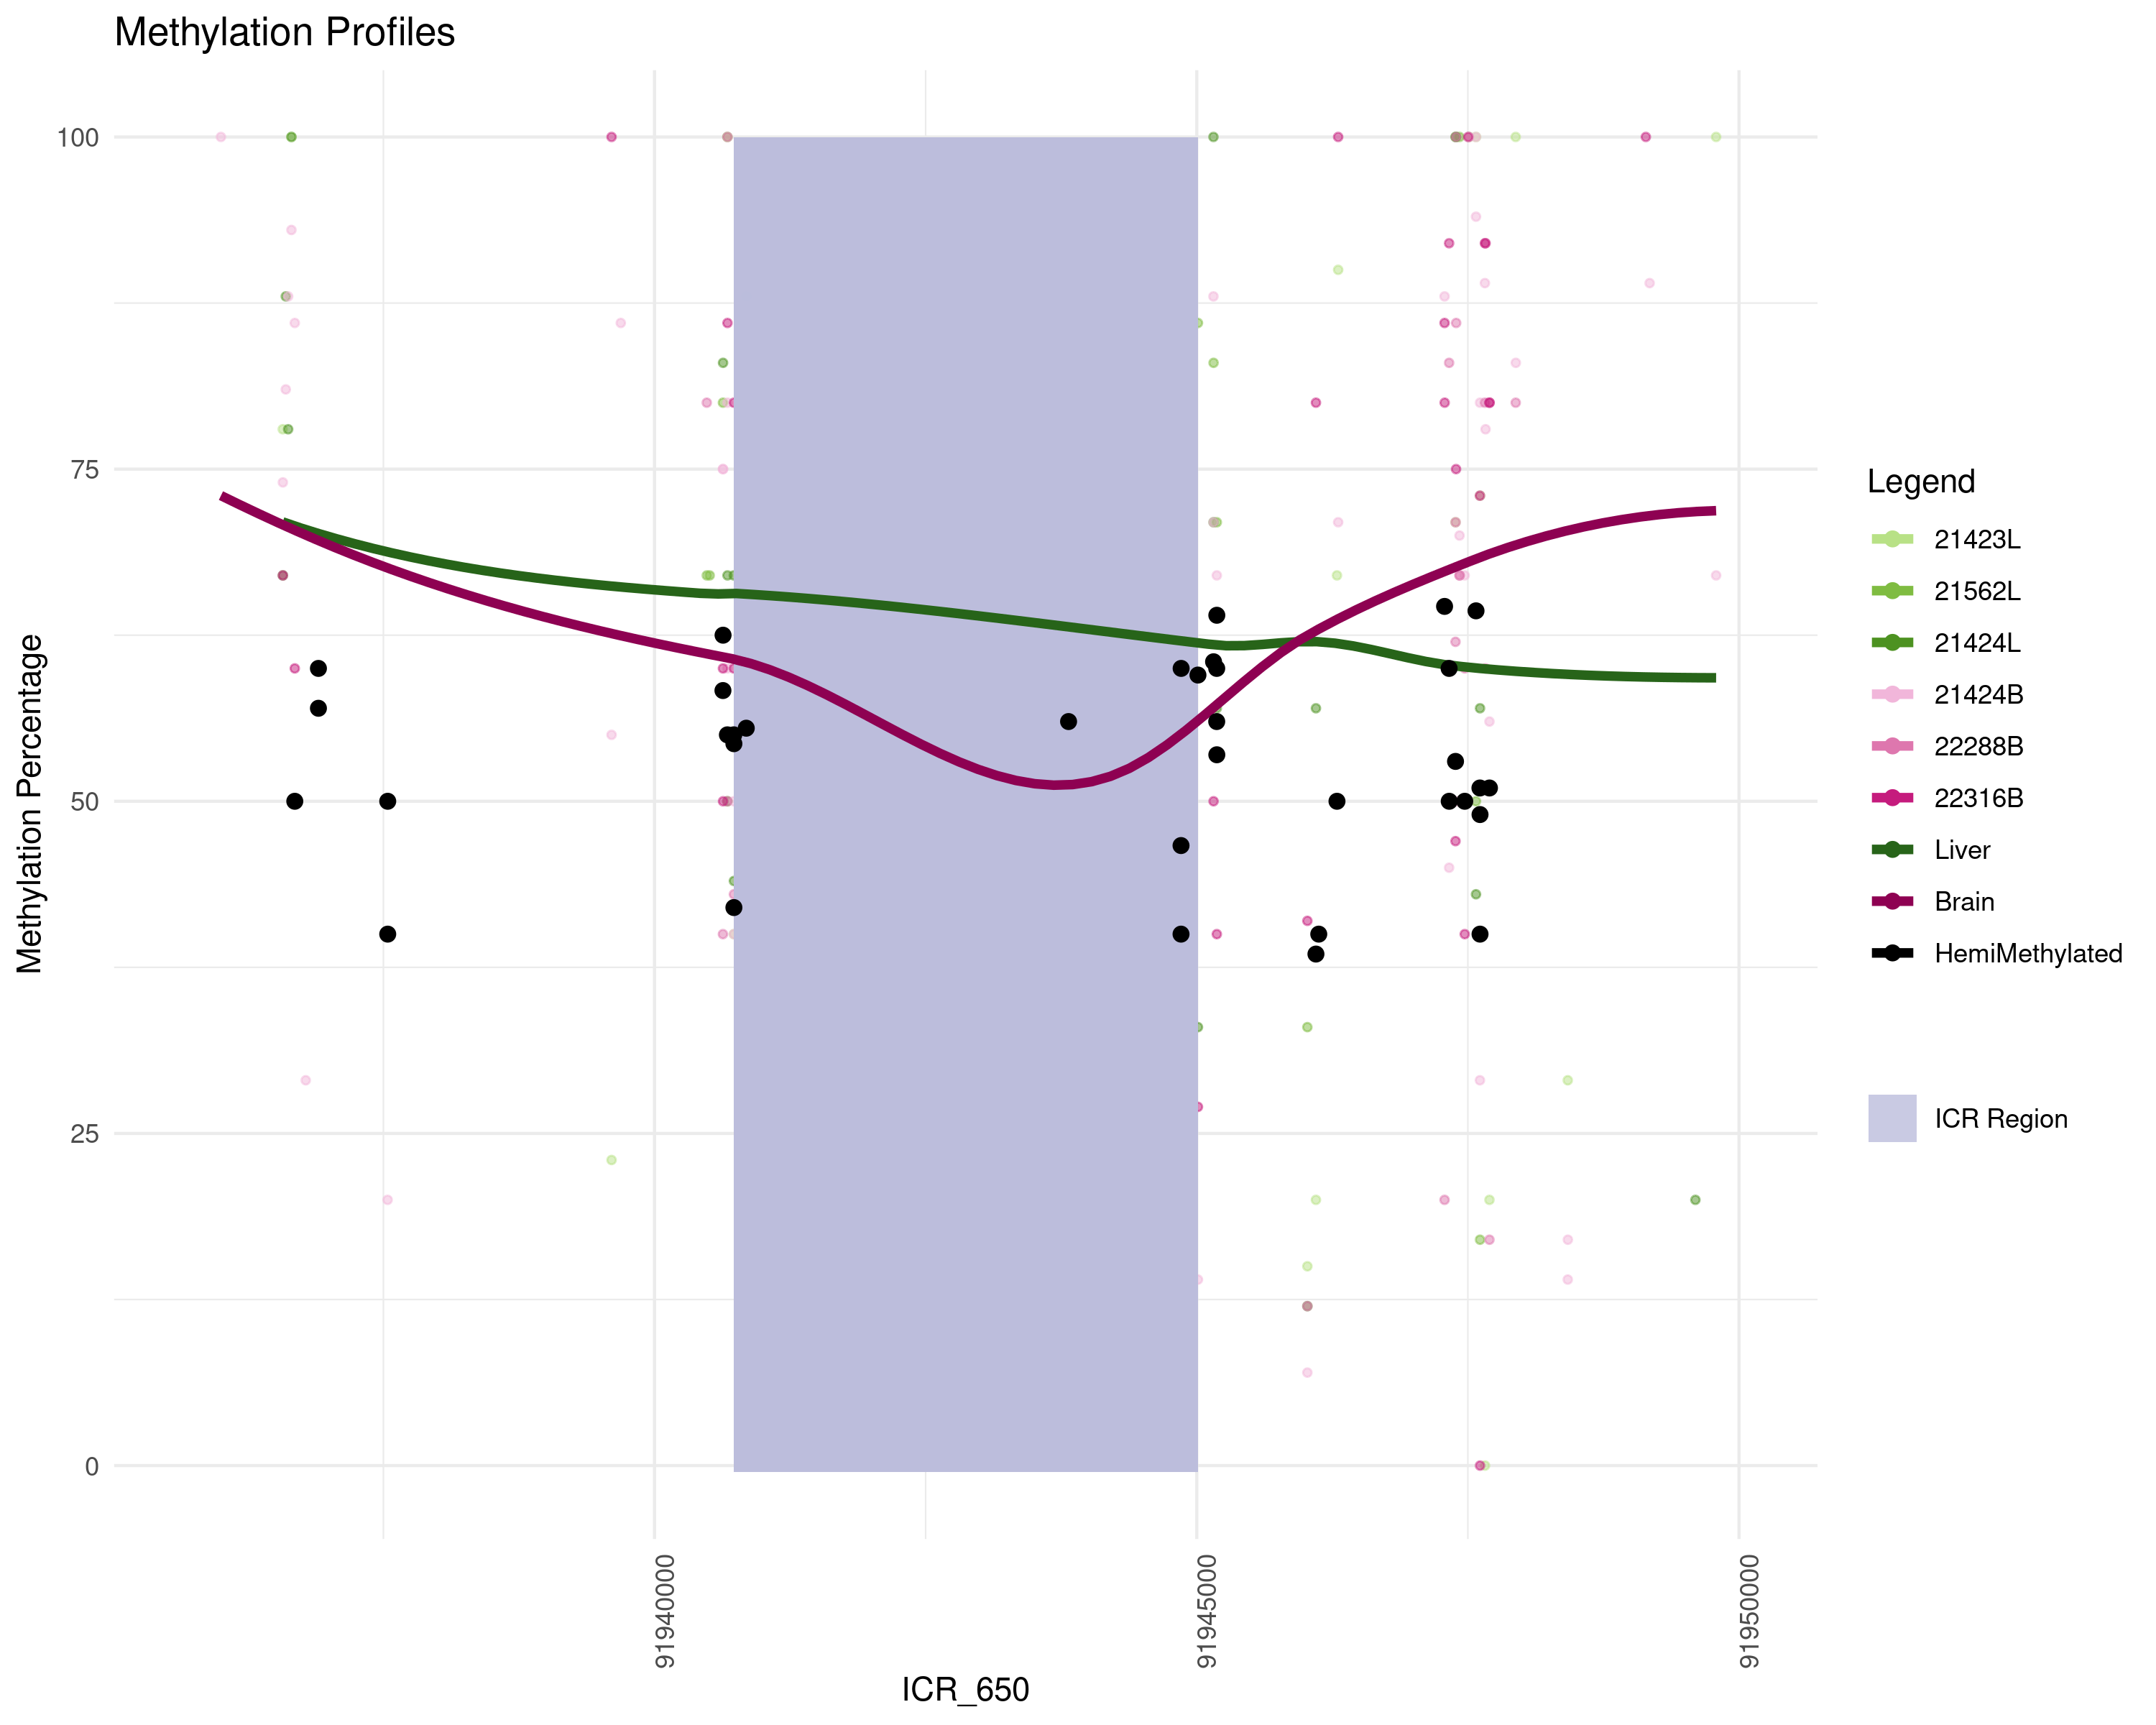 Methylation Profiles
Methylation Percentage
100
75
50
25
0
91940000
91945000
91950000
ICR_650
Legend
21423L
21562L
21424L
21424B
22288B
22316B
Liver
Brain
HemiMethylated
ICR Region